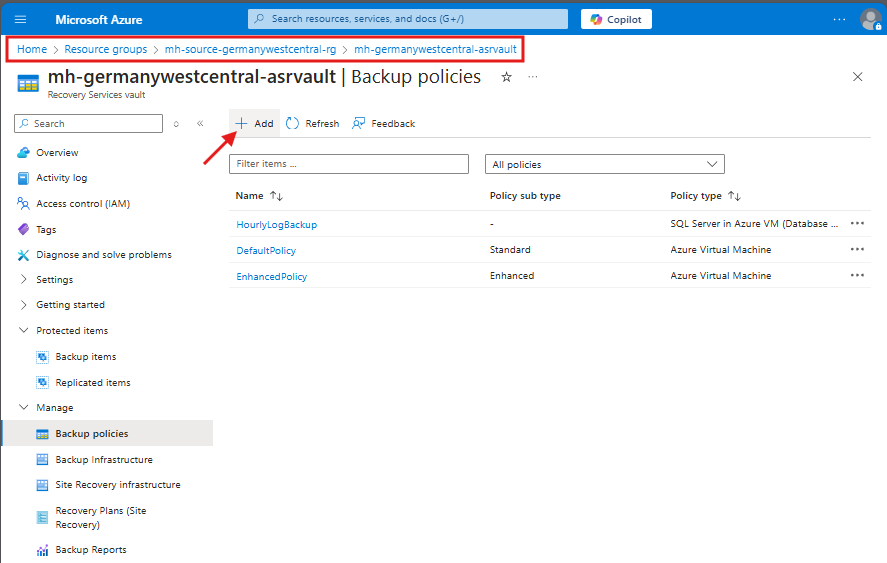 Microsoft Azure
Search resources, services, and docs (G+/)
Copilot
Home > Resource groups > mh-source-germanywestcentral-rg > mh-germanywestcentral-asrvault
mh-germanywestcentral-asrvault | Backup policies
Recovery Services vault
Search
Add
Refresh
Feedback
Overview
Activity log
Access control (IAM)
Tags
Diagnose and solve problems
Settings
Getting started
Protected items
Backup items
Replicated items
Manage
Backup policies
Backup Infrastructure
Site Recovery infrastructure
Recovery Plans (Site
Recovery)
Backup Reports
Filter items ...
All policies
Name Policy sub type Policy type
HourlyLogBackup - SQL Server in Azure VM (Database ...
DefaultPolicy Standard Azure Virtual Machine
EnhancedPolicy Enhanced Azure Virtual Machine